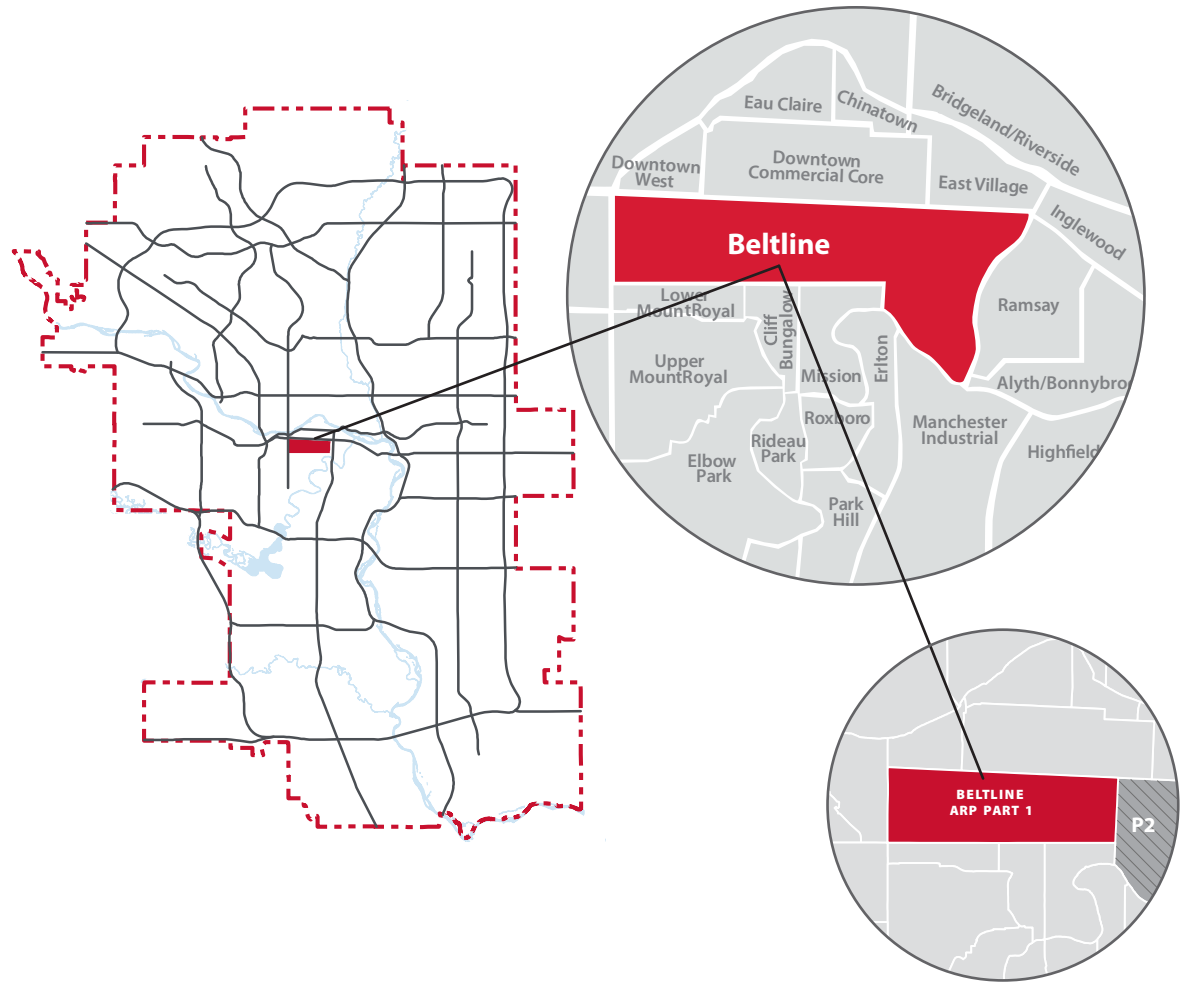 Eau Claire
Chinatown
Bridgeland/Riverside
Downtown
West
Downtown
Commercial Core
East Village
Inglewood
Beltline
Lower
MountRoyal
Cliff
Bungalow
Ramsay
Upper
MountRoyal
Mission
Erlton
Alyth/Bonnybroo
Roxboro
Manchester
Industrial
Rideau
Park
Elbow
Park
Highfield
Park
Hill
BELTLINE
ARP PART 1
P2